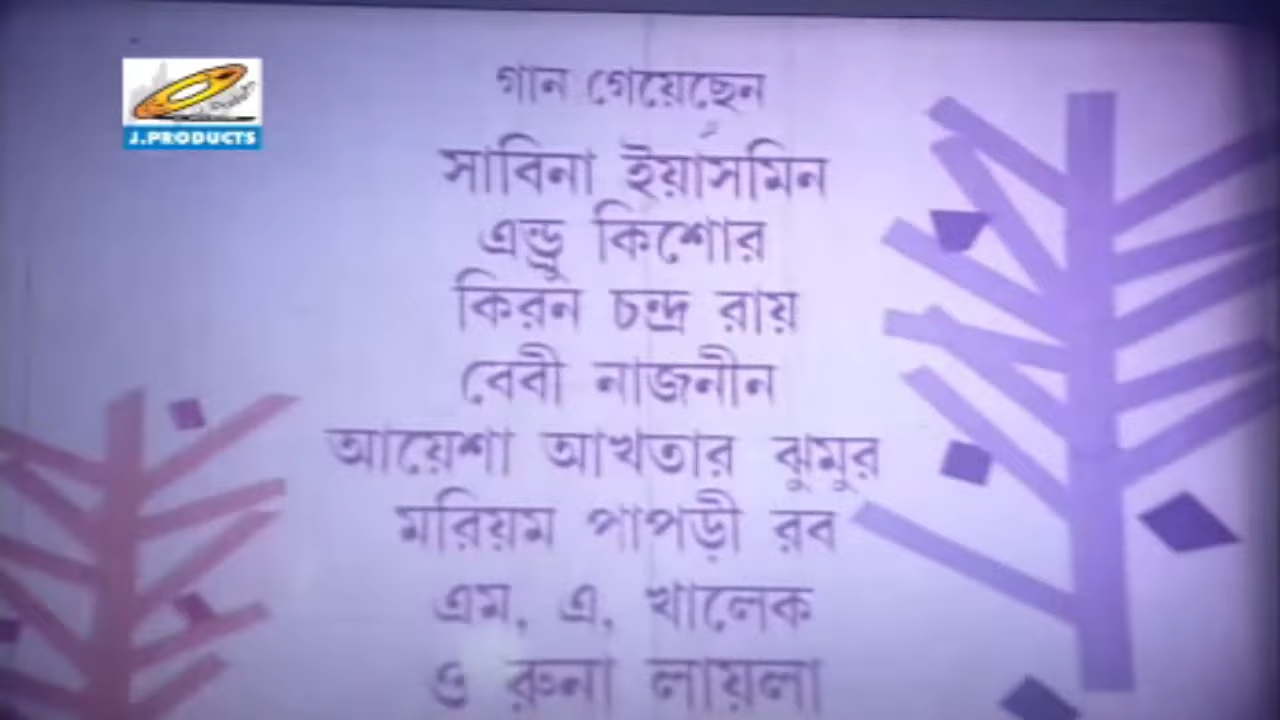 J.PRODUCTS
গান গেয়েছেন
সাবিনা ইয়াসমিন
এন্ড্রু কিশোর
কিরন চন্দ্র রায়
বেবী নাজনীন
আয়েশা আখতার ঝুমুর
মরিয়ম পাপড়ী রব
এম, এ, খালেক
ও রুনা লায়লা